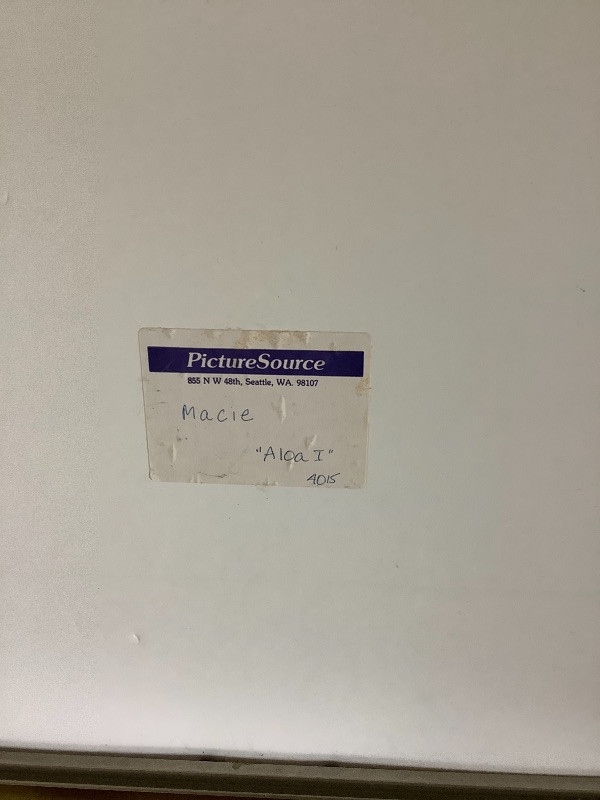 PictureSource
855 N W 48th, Seattle, WA. 98107
Macie
"Aloa I"
4015